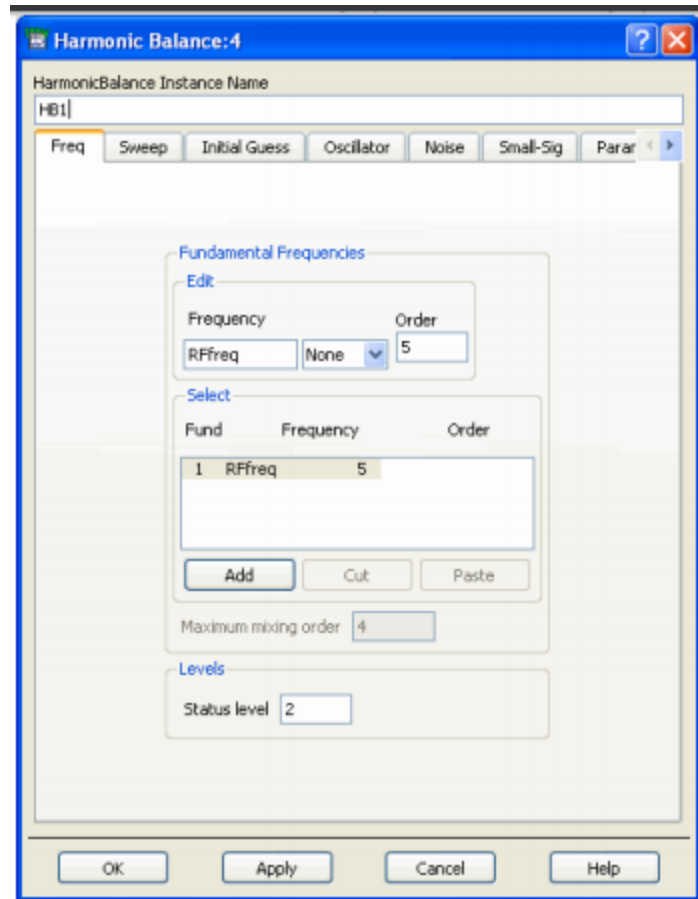 Harmonic Balance:4
HarmonicBalance Instance Name
HB1
Freq Sweep Initial Guess Oscillator Noise Small-Sig Parar
Fundamental Frequencies
Edit
Frequency Order
RFfreq None 5
Select
Fund Frequency Order
1 RFfreq 5
Add Cut Paste
Maximum mixing order 4
Levels
Status level 2
OK Apply Cancel Help